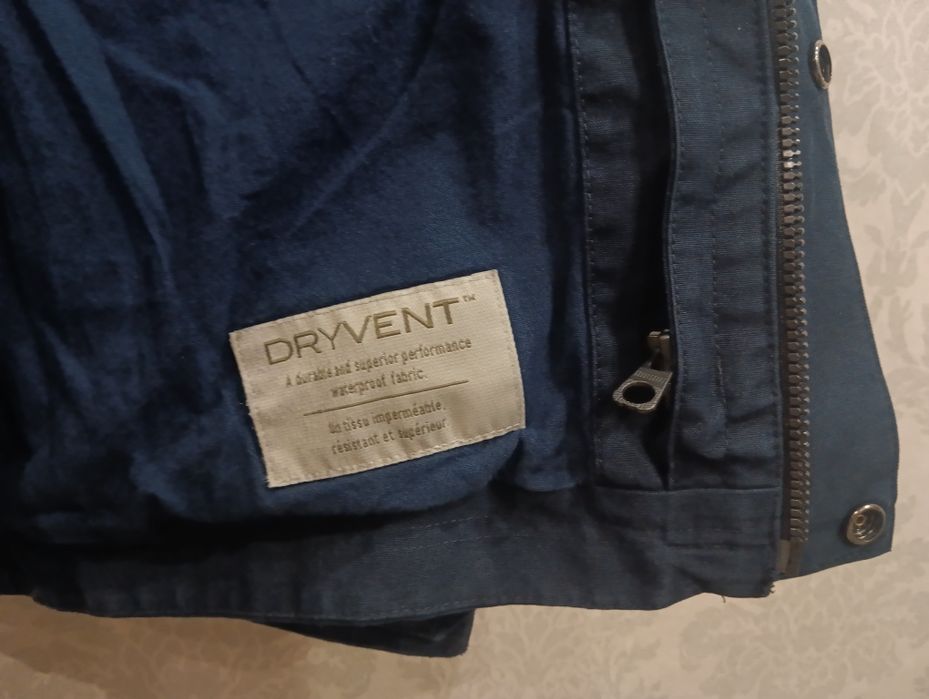 DRYVENT™
A durable and superior performance
waterproof fabric.
Un tissu imperméable,
résistant et supérieur